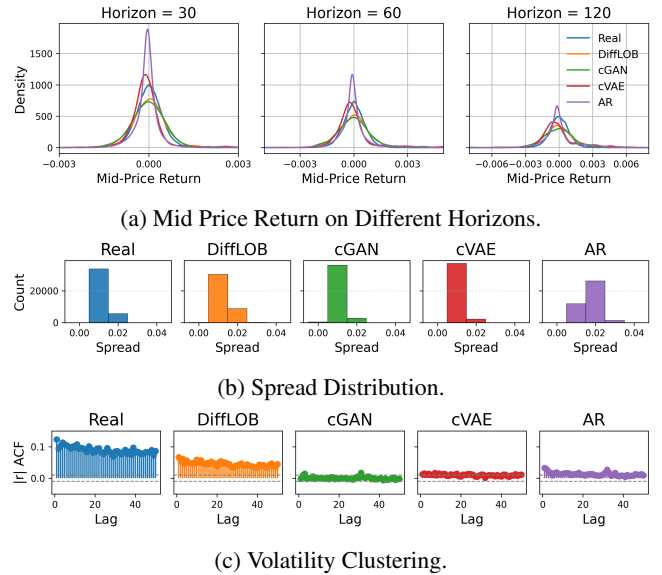 Horizon = 30
Horizon = 60
Horizon = 120
Density
1500
1000
500
0
Real
DiffLOB
cGAN
cVAE
AR
−0.003 0.000 0.003
−0.003 0.000 0.003
−0.006 −0.003 0.000 0.003 0.006
Mid-Price Return
Mid-Price Return
Mid-Price Return
(a) Mid Price Return on Different Horizons.
Real
DiffLOB
cGAN
cVAE
AR
Count
20000
0
0.00 0.02 0.04
0.00 0.02 0.04
0.00 0.02 0.04
0.00 0.02 0.04
0.00 0.02 0.04
Spread
Spread
Spread
Spread
Spread
(b) Spread Distribution.
Real
DiffLOB
cGAN
cVAE
AR
|r| ACF
0.1
0.0
0 20 40
0 20 40
0 20 40
0 20 40
0 20 40
Lag
Lag
Lag
Lag
Lag
(c) Volatility Clustering.